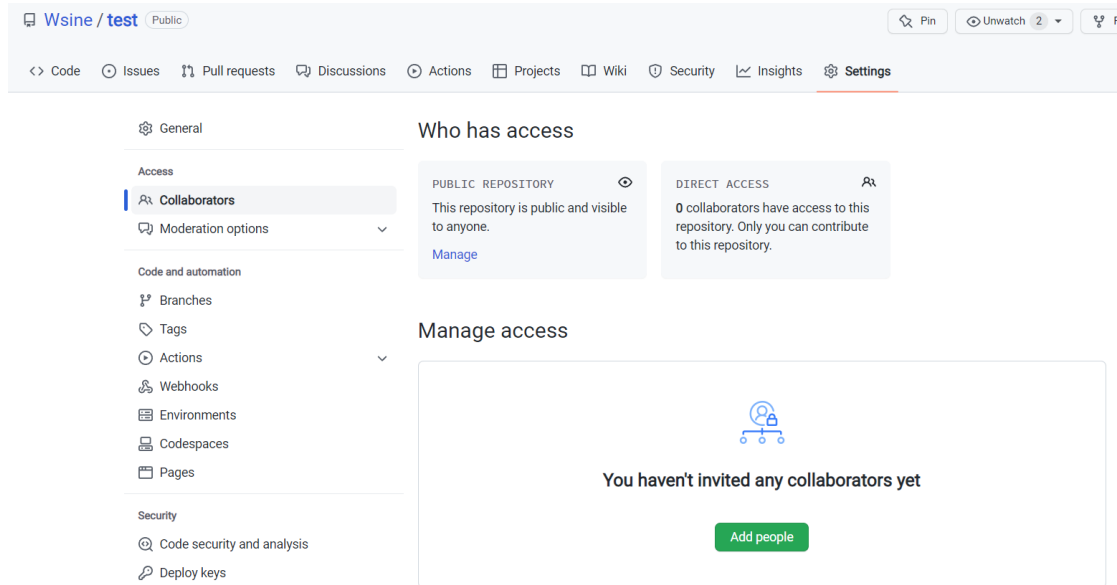 Wsine / test Public
Pin
Unwatch 2
Code
Issues
Pull requests
Discussions
Actions
Projects
Wiki
Security
Insights
Settings
General
Access
Collaborators
Moderation options
Code and automation
Branches
Tags
Actions
Webhooks
Environments
Codespaces
Pages
Security
Code security and analysis
Deploy keys
Who has access
PUBLIC REPOSITORY
This repository is public and visible
to anyone.
Manage
DIRECT ACCESS
0 collaborators have access to this
repository. Only you can contribute
to this repository.
Manage access
You haven't invited any collaborators yet
Add people